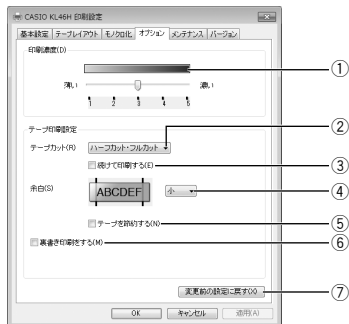 CASIO KL46H 印刷設定
基本設定 テープレイアウト モノクロ化 オプション メンテナンス バージョン
印刷濃度(D)
①
薄い 濃い
1 2 3 4 5
テープ印刷設定
②
テープカット(R) ハーフカット・フルカット
続けて印刷する(E) ③
余白(S) ABCDEF 小 ④
テープを節約する(N) ⑤
裏書き印刷をする(M) ⑥
変更前の設定に戻す(X) ⑦
OK キャンセル 適用(A)